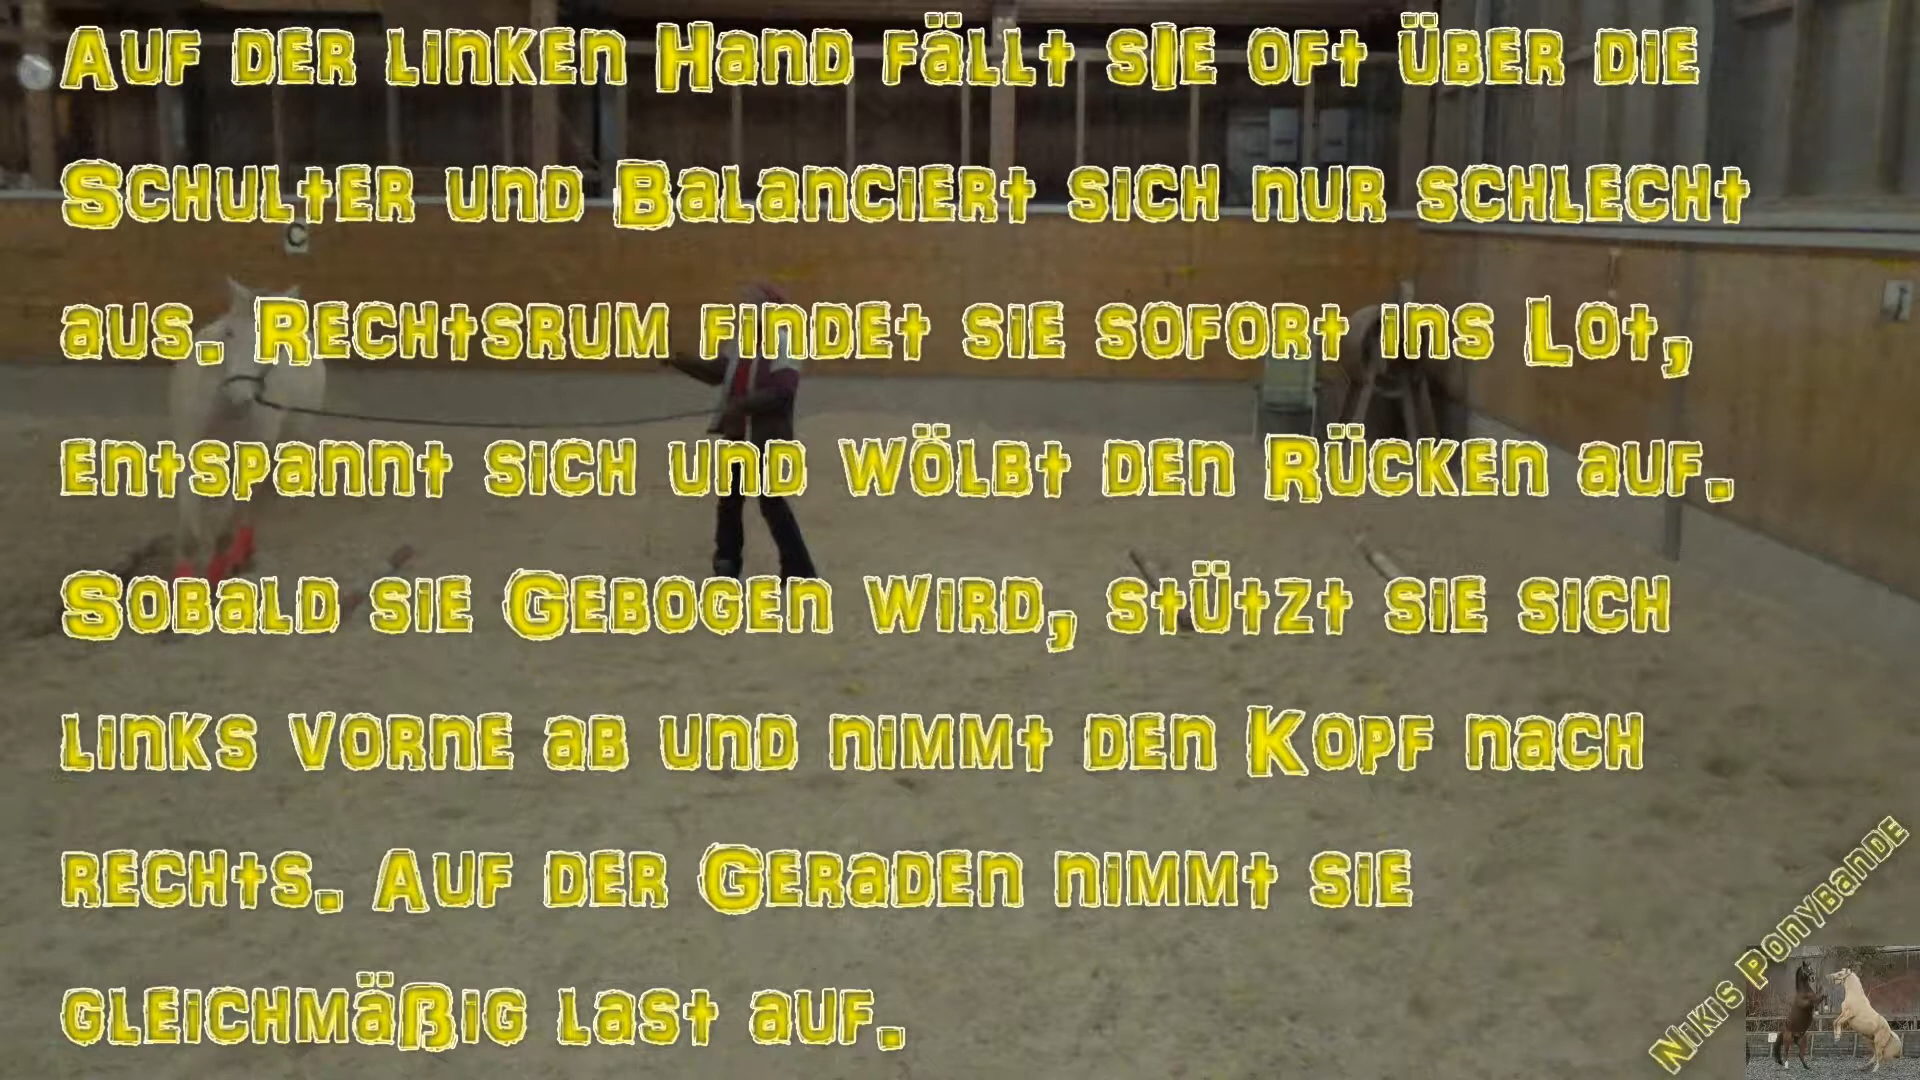 Auf der linken Hand fällt sie oft über die
Schulter und Balanciert sich nur schlecht
aus. Rechtsrum findet sie sofort ins Lot,
entspannt sich und wölbt den Rücken auf.
Sobald sie Gebogen wird, stützt sie sich
links vorne ab und nimmt den Kopf nach
rechts. Auf der Geraden nimmt sie
gleichmäßig last auf.
C
Nikis Ponybande